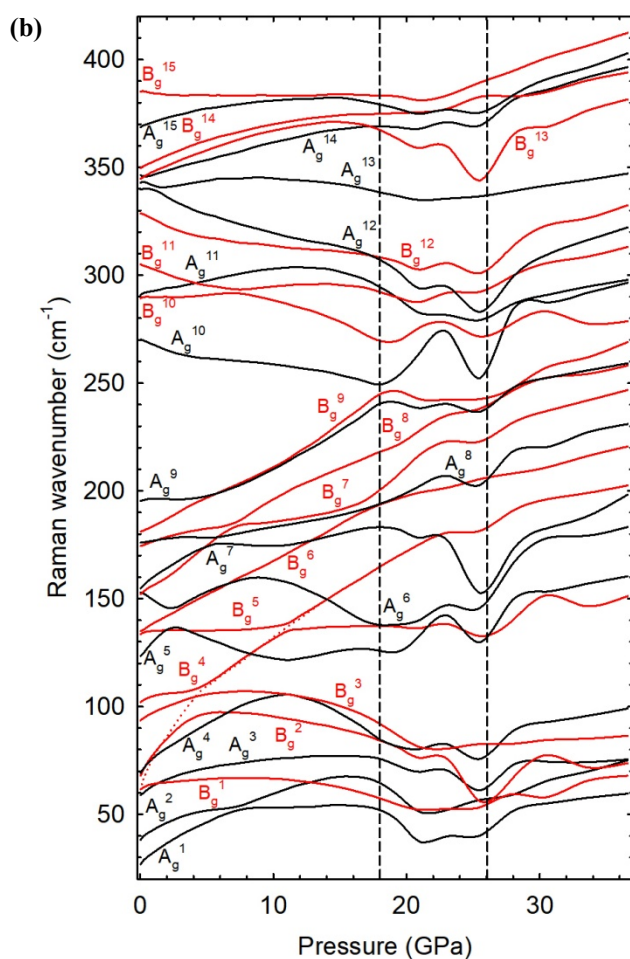 (b)
400
350
300
250
200
150
100
50
0
10
20
30
Raman wavenumber (cm⁻¹)
Pressure (GPa)
B_g^15
A_g^15
B_g^14
A_g^14
B_g^13
A_g^13
A_g^12
B_g^12
B_g^11
A_g^11
B_g^10
A_g^10
B_g^9
B_g^8
A_g^9
A_g^8
B_g^7
A_g^7
B_g^6
A_g^6
B_g^5
A_g^5
B_g^4
B_g^3
A_g^4
A_g^3
B_g^2
B_g^1
A_g^2
A_g^1